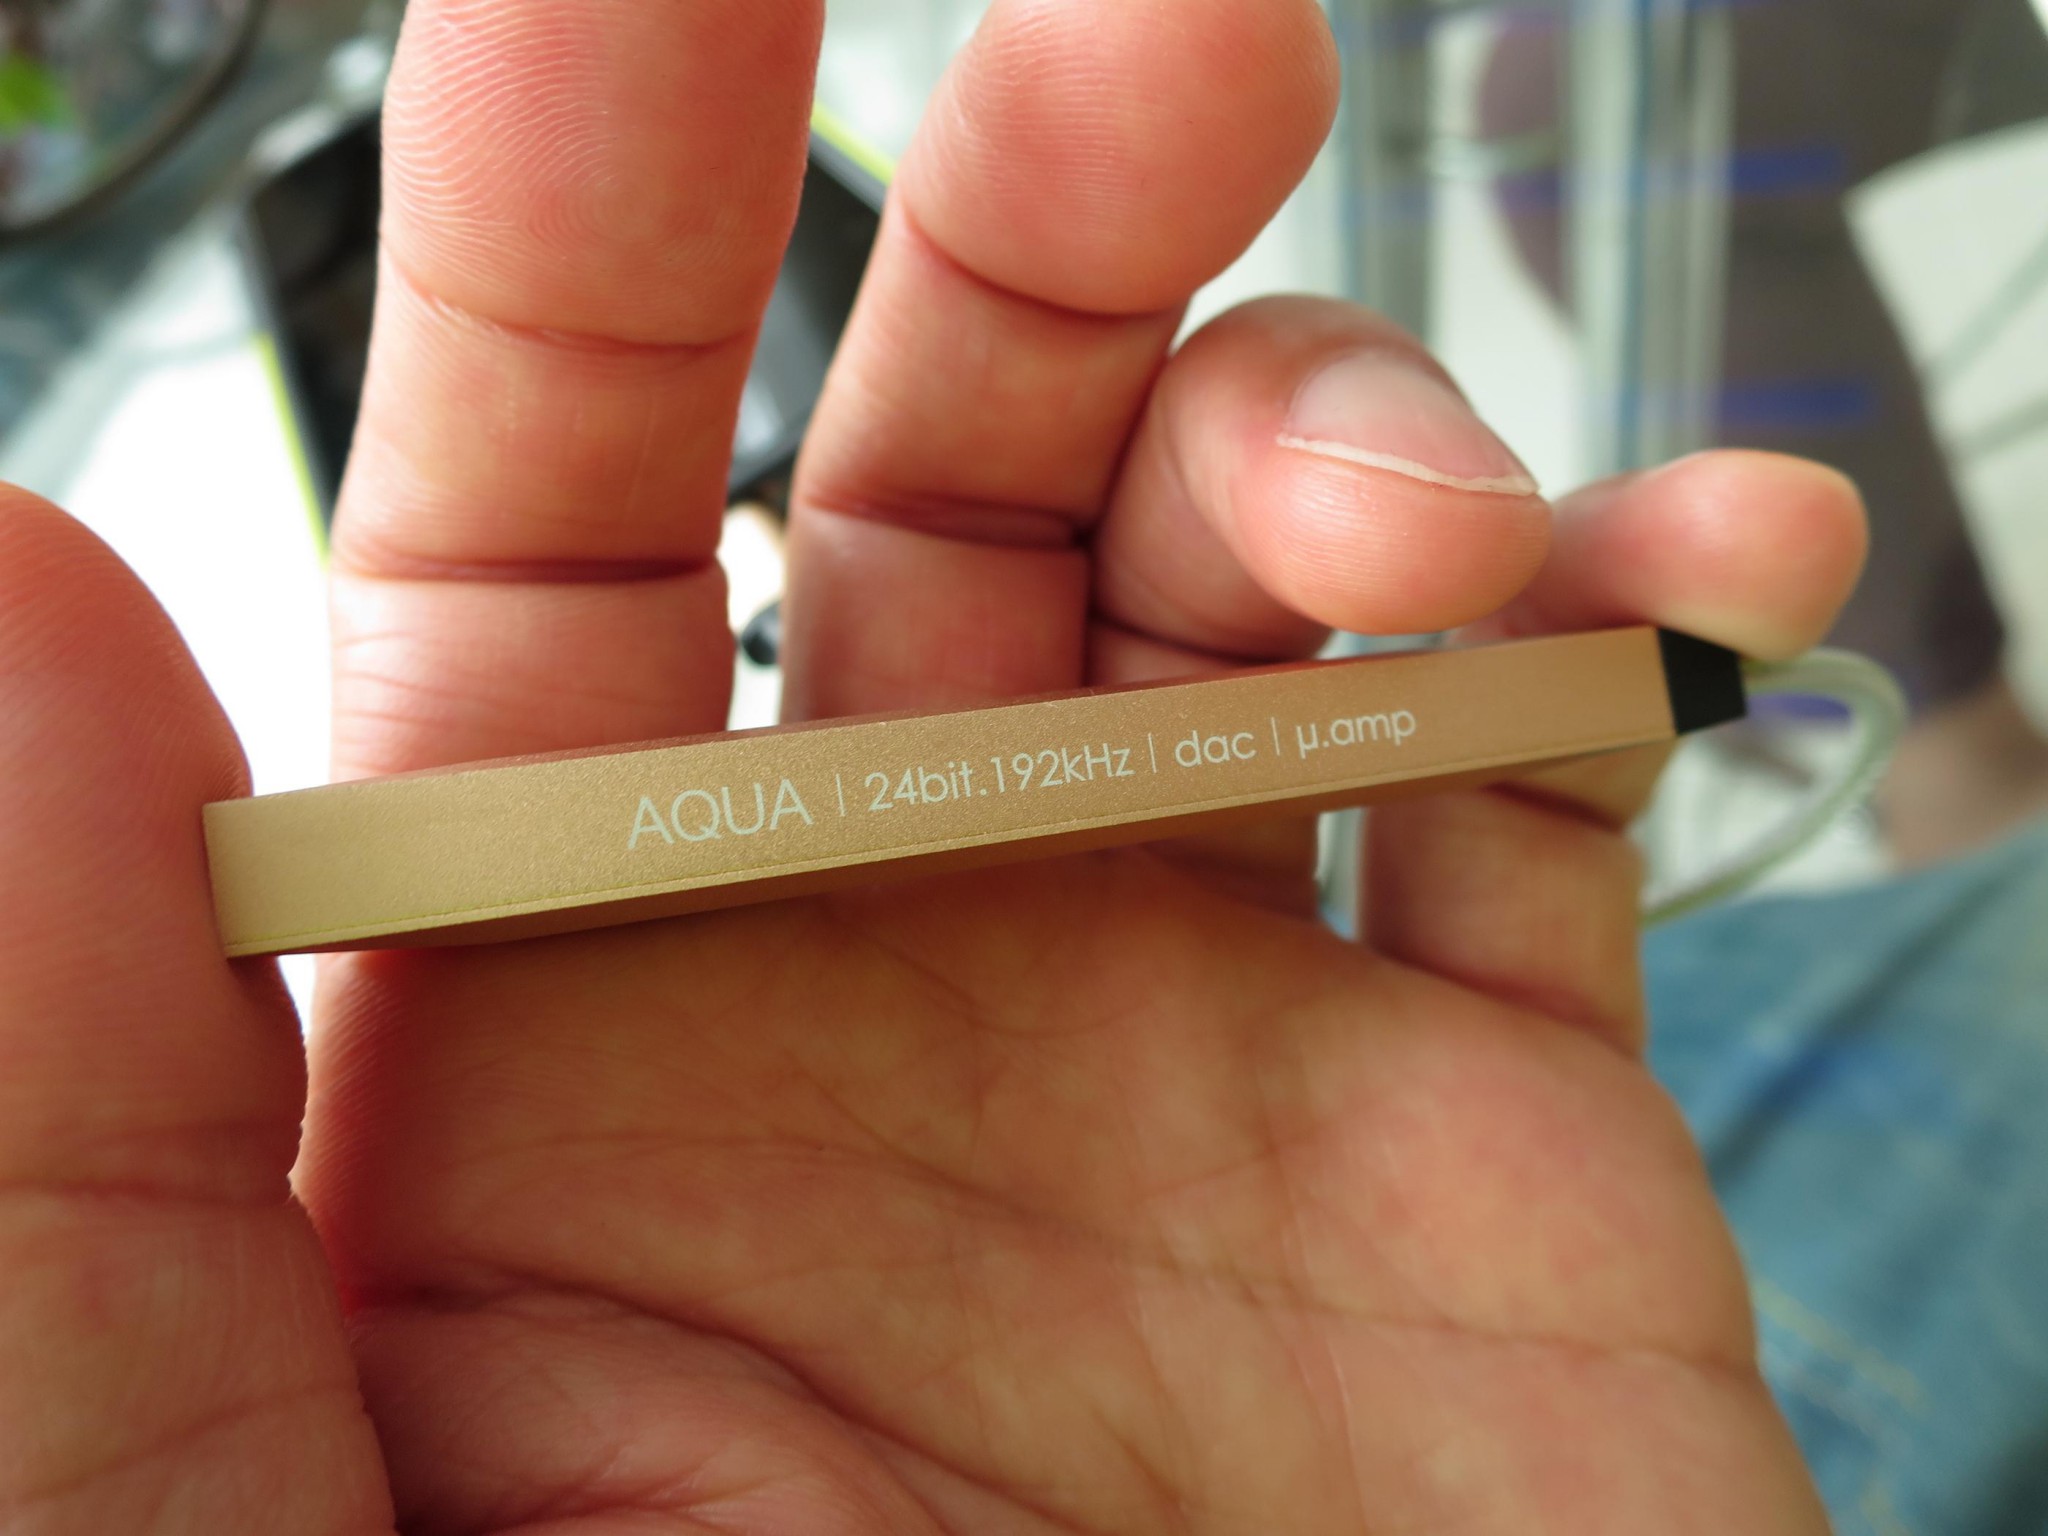 AQUA | 24bit.192kHz | dac | µ.amp